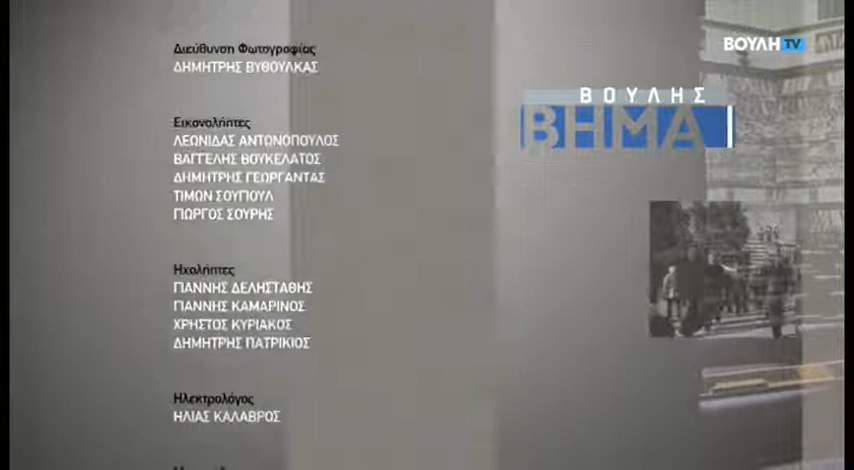 ΒΟΥΛΗ TV
ΒΟΥΛΗΣ
ΒΗΜΑ
Διεύθυνση Φωτογραφίας
ΔΗΜΗΤΡΗΣ ΒΥΘΟΥΛΚΑΣ
Εικονολήπτες
ΛΕΩΝΙΔΑΣ ΑΝΤΩΝΟΠΟΥΛΟΣ
ΒΑΓΓΕΛΗΣ ΒΟΥΚΕΛΑΤΟΣ
ΔΗΜΗΤΡΗΣ ΓΕΩΡΓΑΝΤΑΣ
ΤΙΜΩΝ ΣΟΥΓΙΟΥΛ
ΓΙΩΡΓΟΣ ΣΟΥΡΗΣ
Ηχολήπτες
ΓΙΑΝΝΗΣ ΔΕΛΗΣΤΑΘΗΣ
ΓΙΑΝΝΗΣ ΚΑΜΑΡΙΝΟΣ
ΧΡΗΣΤΟΣ ΚΥΡΙΑΚΟΣ
ΔΗΜΗΤΡΗΣ ΠΑΤΡΙΚΙΟΣ
Ηλεκτρολόγος
ΗΛΙΑΣ ΚΑΛΑΒΡΟΣ